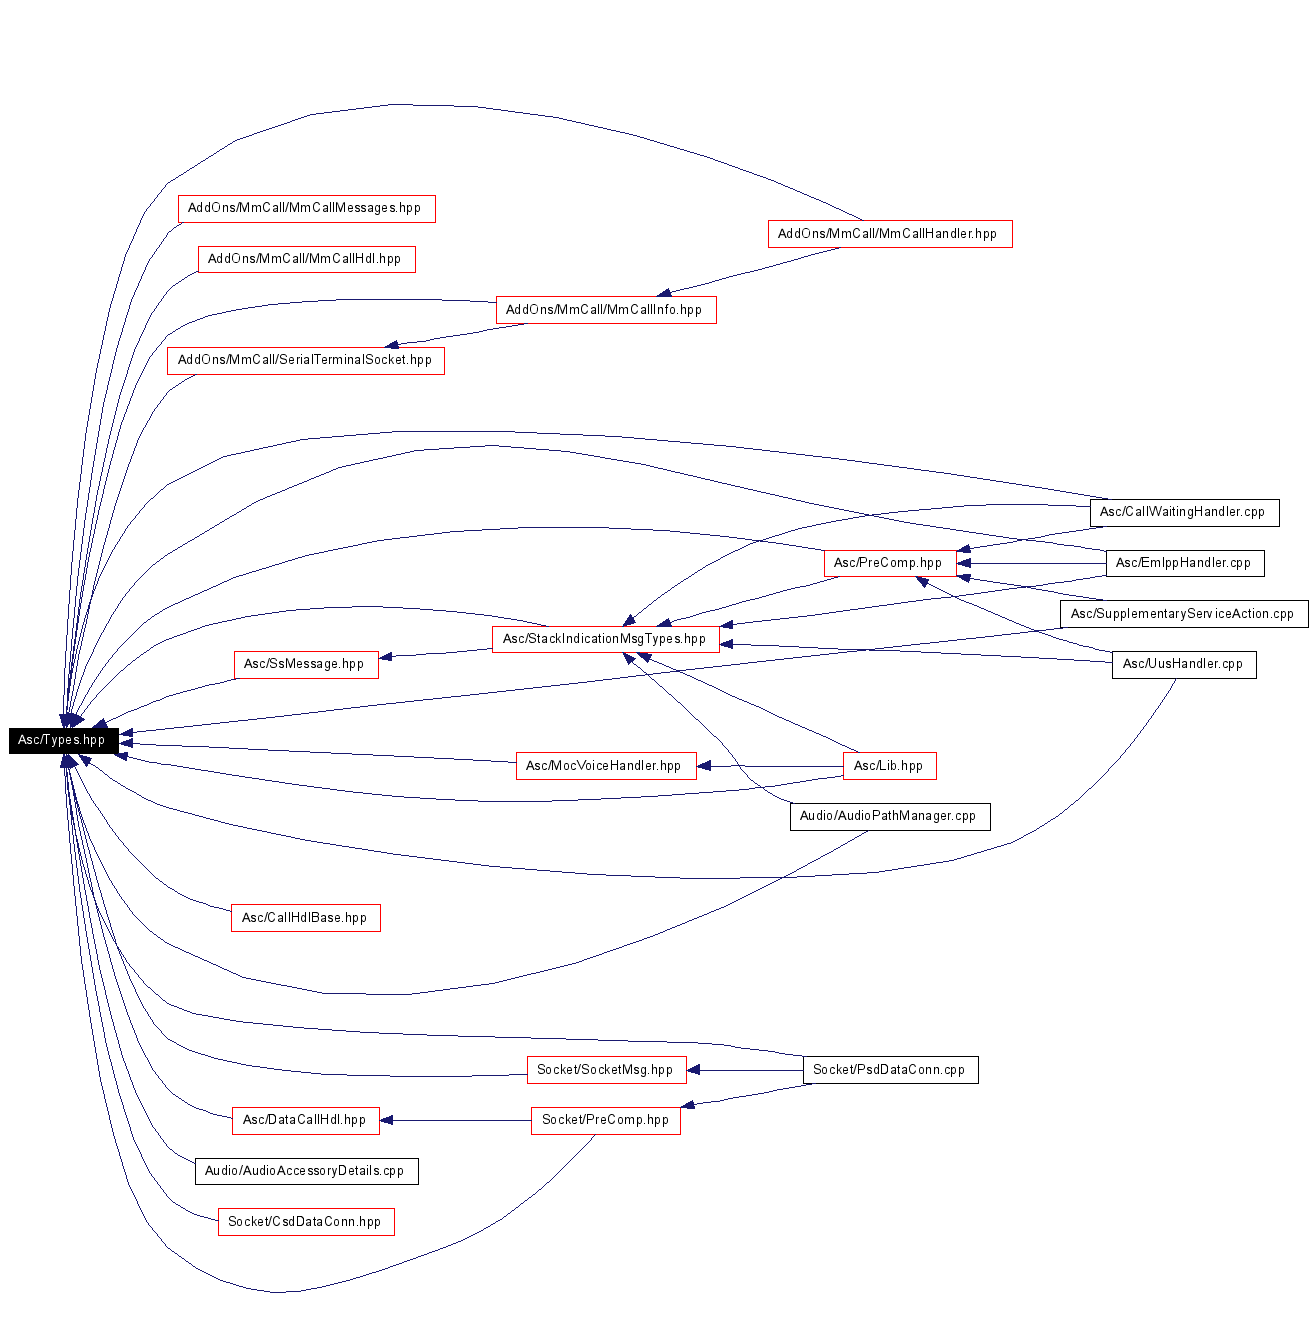 AddOns/MmCall/MmCallMessages.hpp
AddOns/MmCall/MmCallHandler.hpp
AddOns/MmCall/MmCallHdl.hpp
AddOns/MmCall/MmCallInfo.hpp
AddOns/MmCall/SerialTerminalSocket.hpp
Asc/CallWaitingHandler.cpp
Asc/PreComp.hpp
Asc/EmlppHandler.cpp
Asc/SupplementaryServiceAction.cpp
Asc/StackIndicationMsgTypes.hpp
Asc/SsMessage.hpp
Asc/UusHandler.cpp
Asc/Types.hpp
Asc/MocVoiceHandler.hpp
Asc/Lib.hpp
Audio/AudioPathManager.cpp
Asc/CallHdlBase.hpp
Socket/SocketMsg.hpp
Socket/PsdDataConn.cpp
Asc/DataCallHdl.hpp
Socket/PreComp.hpp
Audio/AudioAccessoryDetails.cpp
Socket/CsdDataConn.hpp